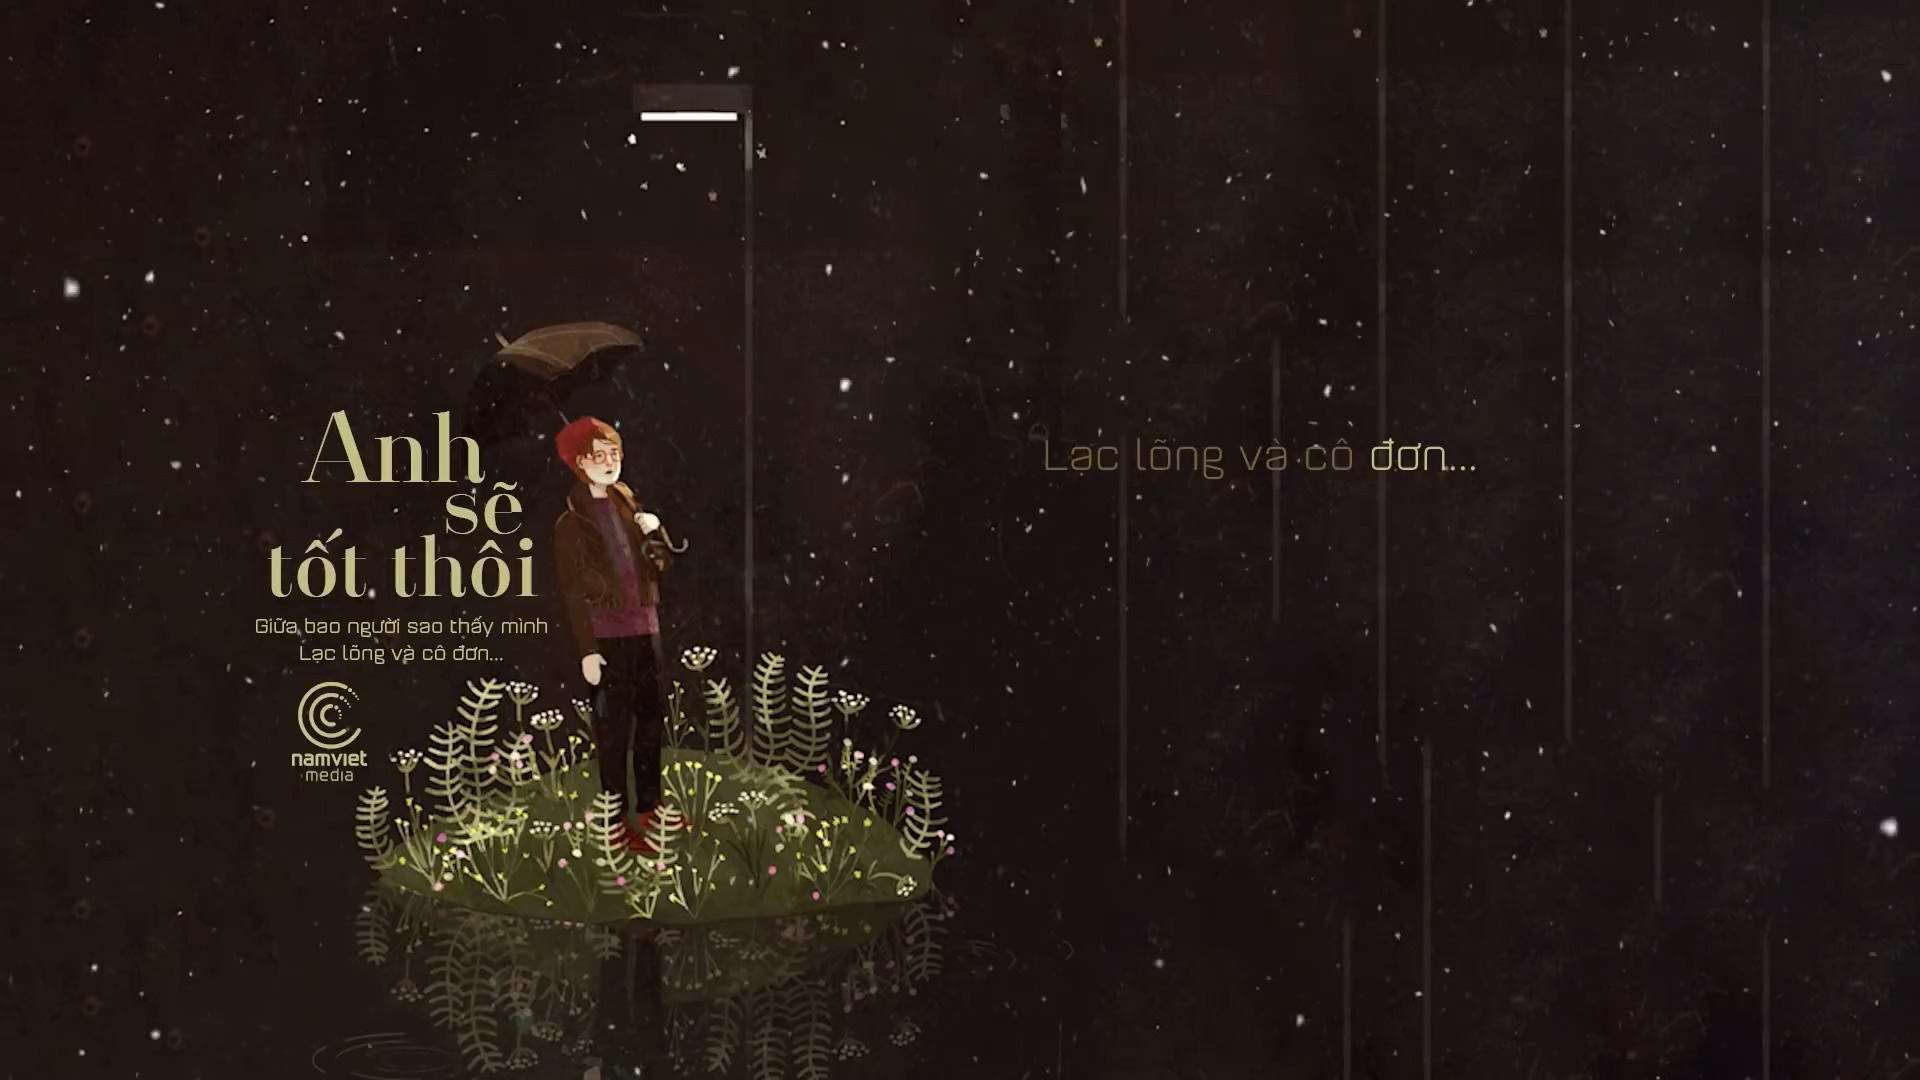 Anh
sẽ
tốt thôi
Giữa bao người sao thấy mình
Lạc lõng và cô đơn...
namviet
media
Lạc lõng và cô đơn...